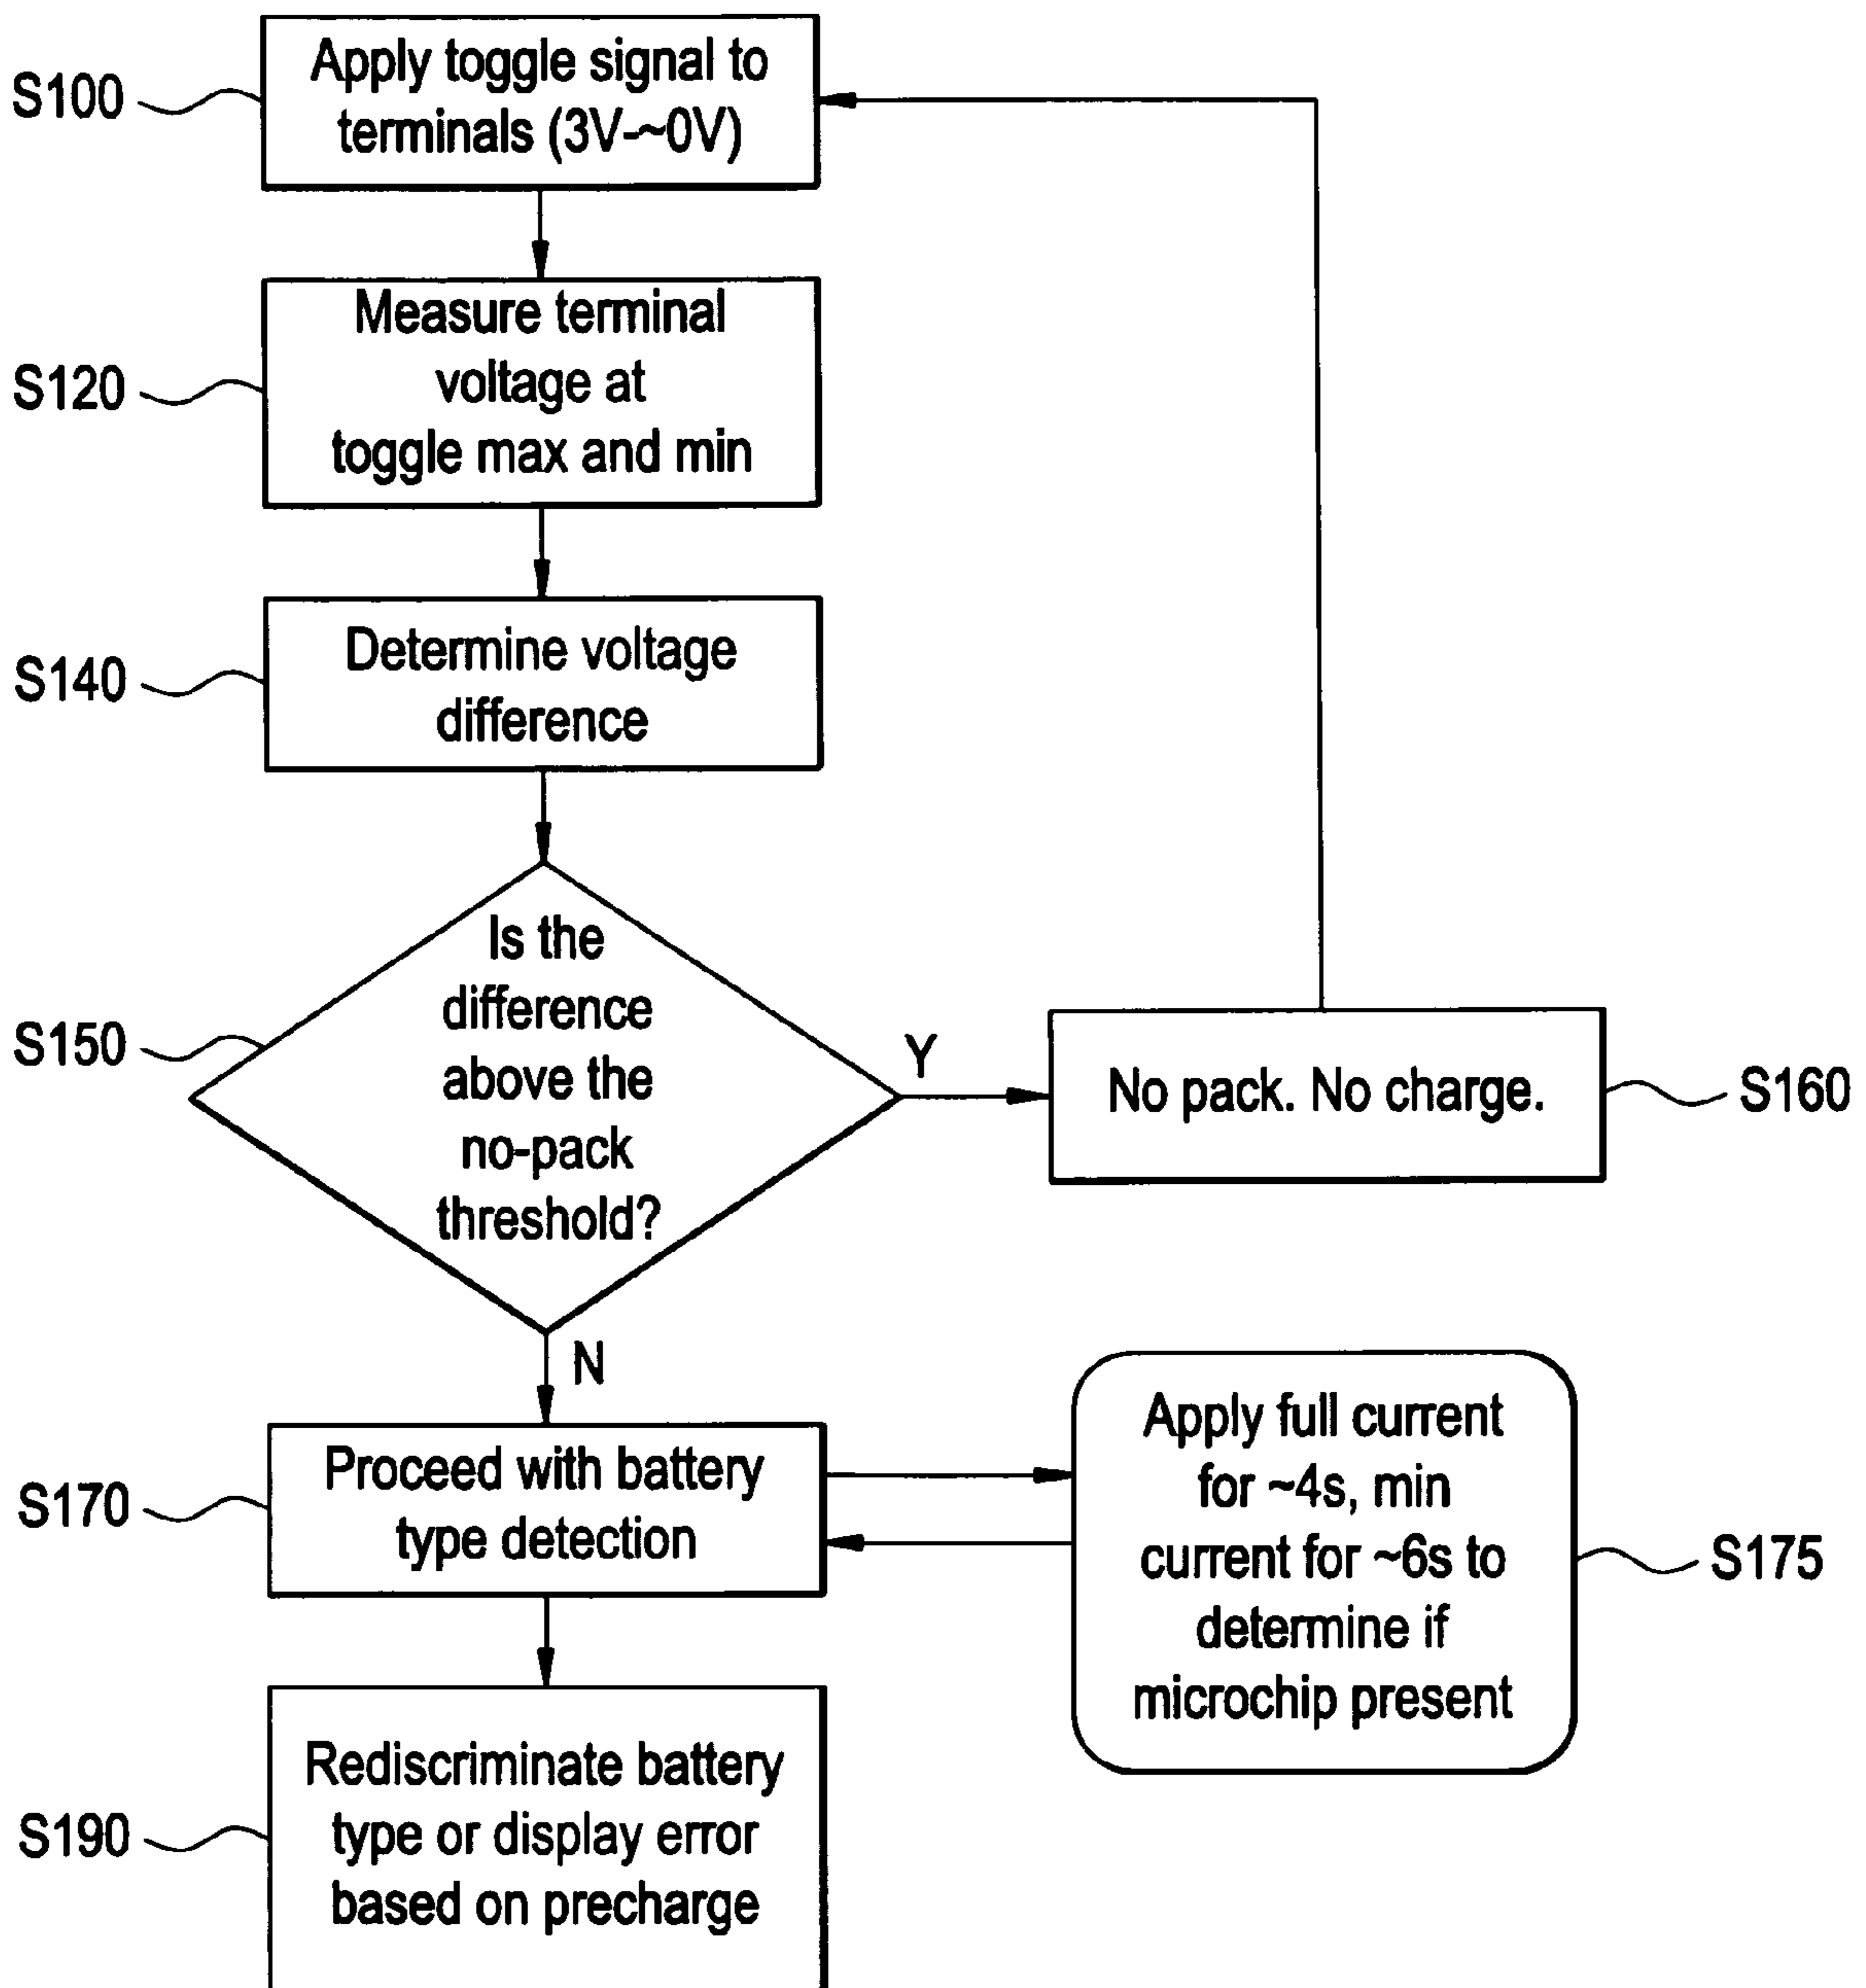 S100
Apply toggle signal to
terminals (3V-~0V)
S120
Measure terminal
voltage at
toggle max and min
S140
Determine voltage
difference
S150
Is the
difference
above the
no-pack
threshold?
Y
No pack. No charge.
S160
N
S170
Proceed with battery
type detection
Apply full current
for ~4s, min
current for ~6s to
determine if
microchip present
S175
S190
Rediscriminate battery
type or display error
based on precharge